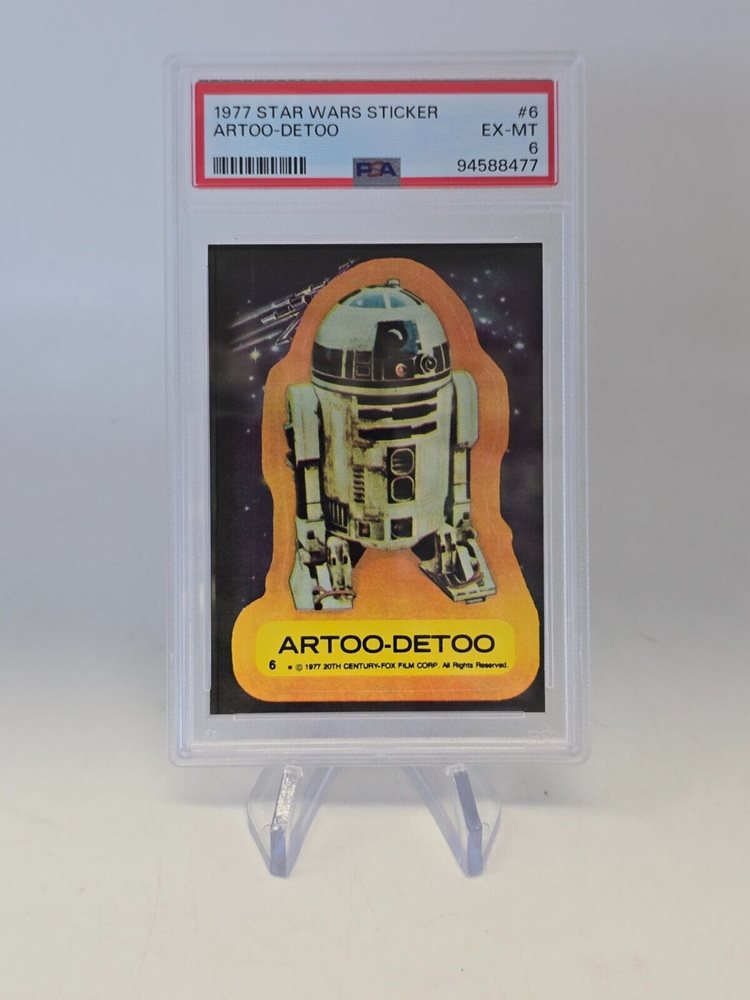 1977 STAR WARS STICKER #6
ARTOO-DETOO EX-MT
6
PSA 94588477
ARTOO-DETOO
6 • © 1977 20TH CENTURY-FOX FILM CORP. All Rights Reserved.